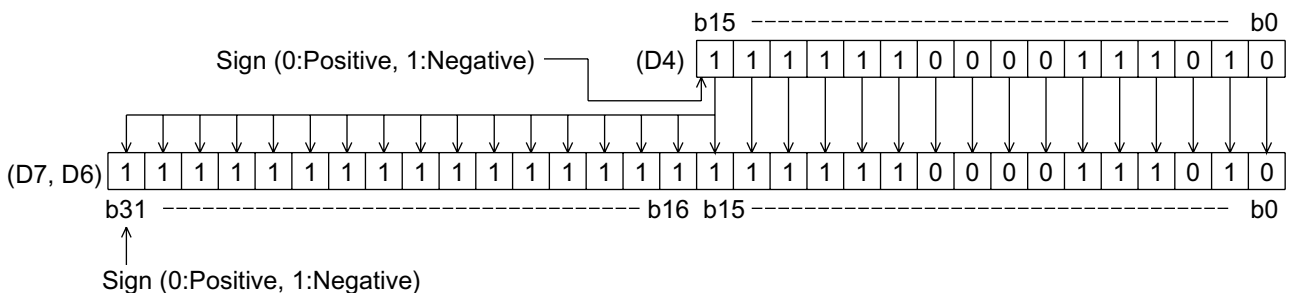 b15 b0
Sign (0:Positive, 1:Negative) (D4) 1 1 1 1 1 1 0 0 0 0 1 1 1 0 1 0
(D7, D6) 1 1 1 1 1 1 1 1 1 1 1 1 1 1 1 1 1 1 1 1 1 1 0 0 0 0 1 1 1 0 1 0
b31 b16 b15 b0
Sign (0:Positive, 1:Negative)